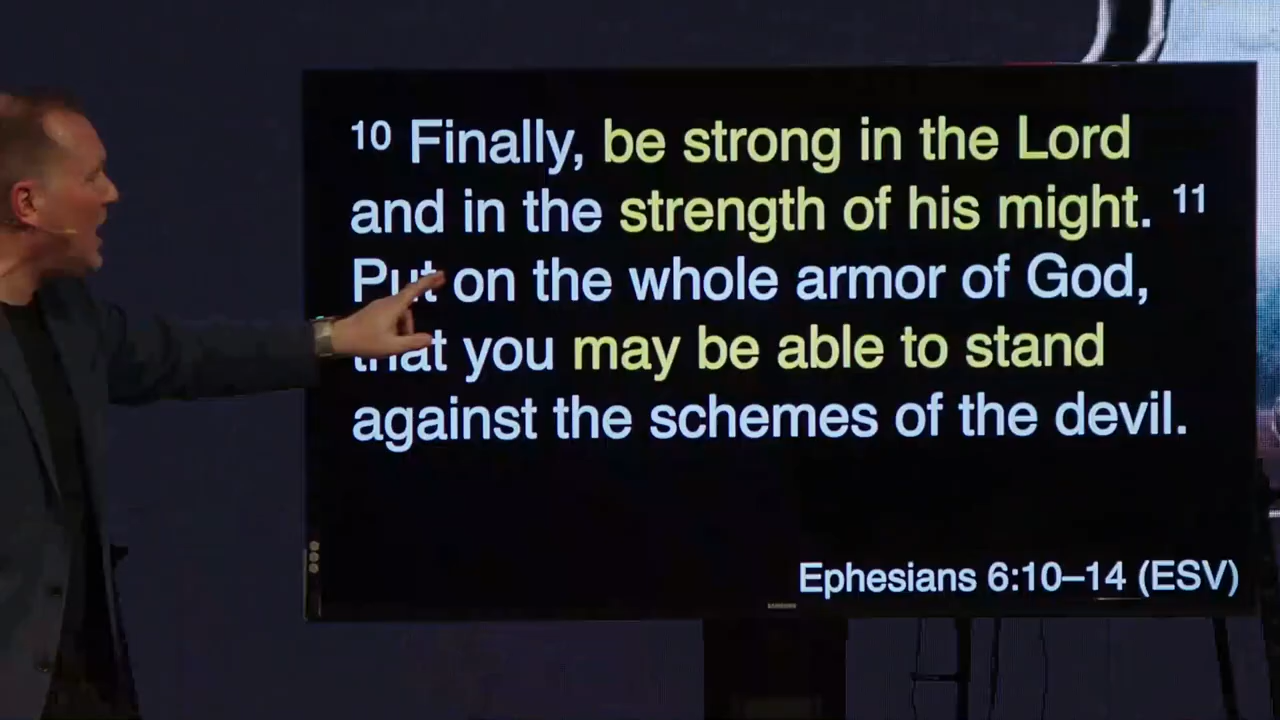 10 Finally, be strong in the Lord
and in the strength of his might. 11
Put on the whole armor of God,
that you may be able to stand
against the schemes of the devil.
Ephesians 6:10–14 (ESV)